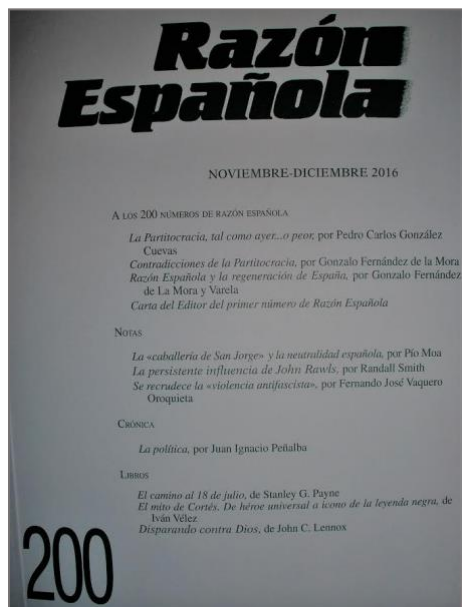 Razón
Española
NOVIEMBRE-DICIEMBRE 2016
A LOS 200 NÚMEROS DE RAZÓN ESPAÑOLA
La Partitocracia, tal como ayer...o peor, por Pedro Carlos González
Cuevas
Contradicciones de la Partitocracia, por Gonzalo Fernández de la Mora
Razón Española y la regeneración de España, por Gonzalo Fernández
de La Mora y Varela
Carta del Editor del primer número de Razón Española
NOTAS
La «caballería de San Jorge» y la neutralidad española, por Pío Moa
La persistente influencia de John Rawls, por Randall Smith
Se recrudece la «violencia antifascista», por Fernando José Vaquero
Oroquieta
CRÓNICA
La política, por Juan Ignacio Peñalba
LIBROS
El camino al 18 de julio, de Stanley G. Payne
El mito de Cortés. De héroe universal a icono de la leyenda negra, de
Iván Vélez
Disparando contra Dios, de John C. Lennox
200